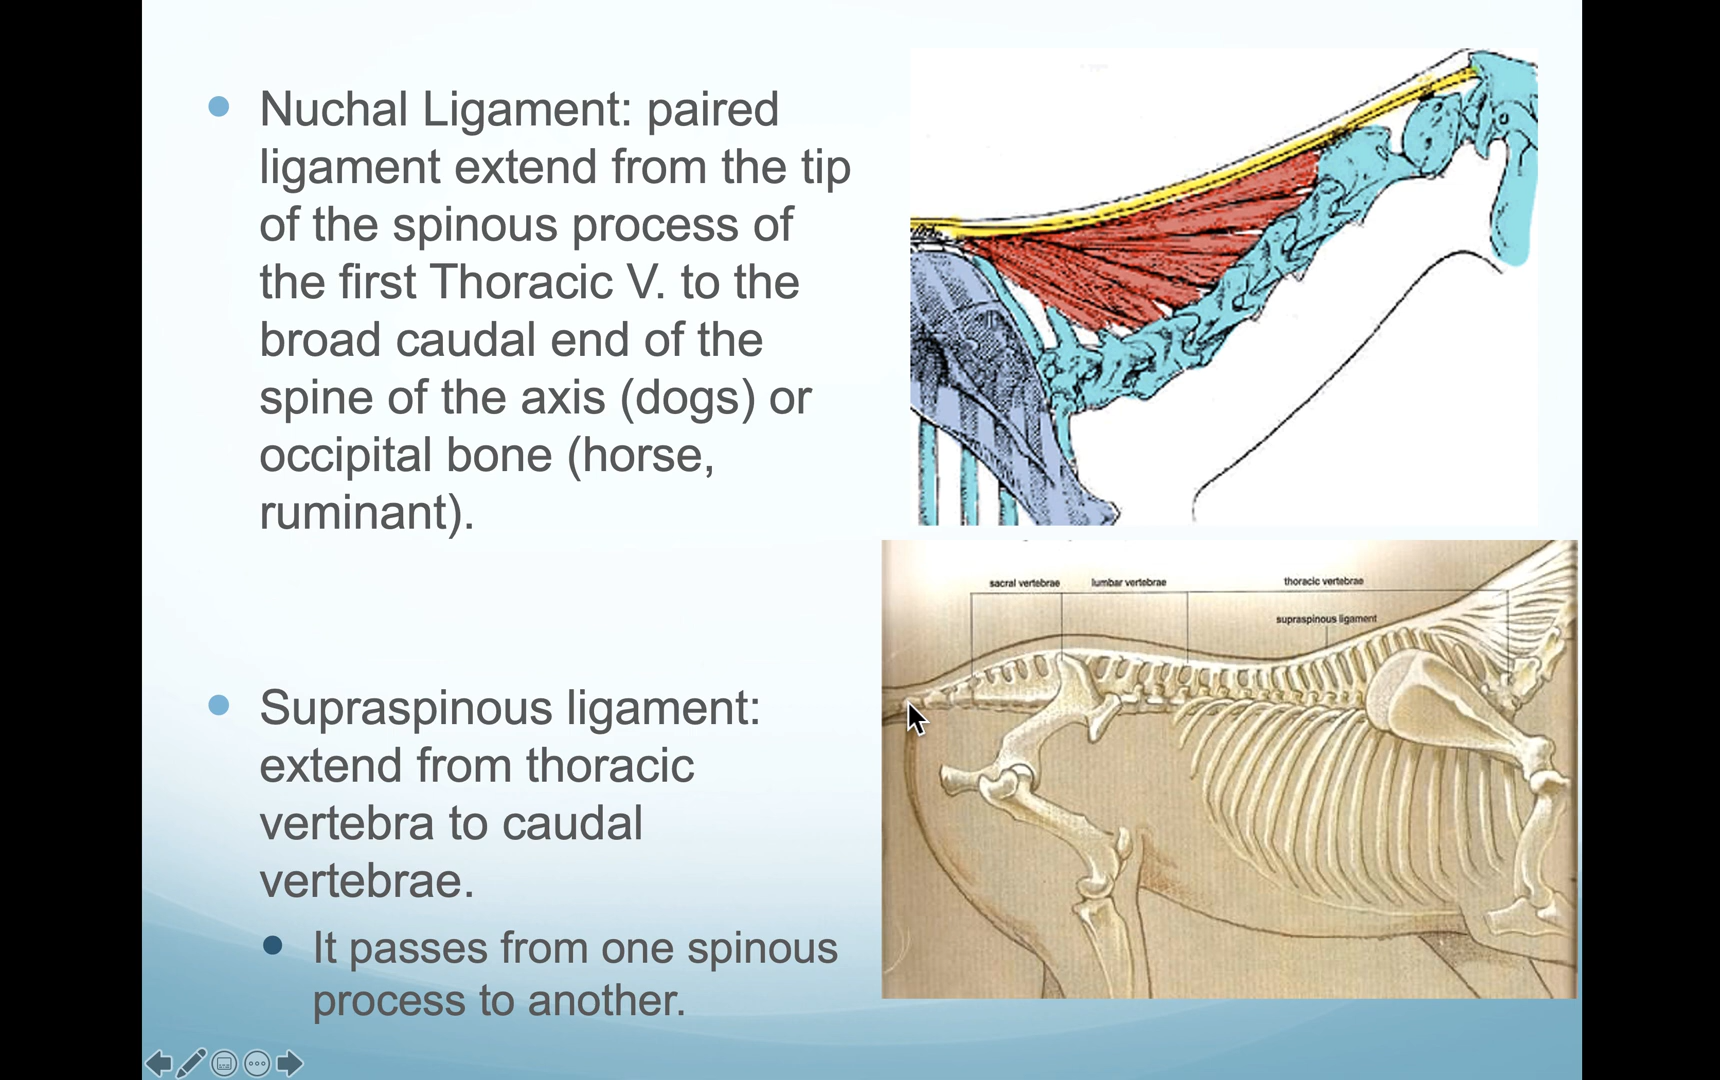 Nuchal Ligament: paired
ligament extend from the tip
of the spinous process of
the first Thoracic V. to the
broad caudal end of the
spine of the axis (dogs) or
occipital bone (horse,
ruminant).
Supraspinous ligament:
extend from thoracic
vertebra to caudal
vertebrae.
It passes from one spinous
process to another.
sacral vertebrae lumbar vertebrae thoracic vertebrae
supraspinous ligament